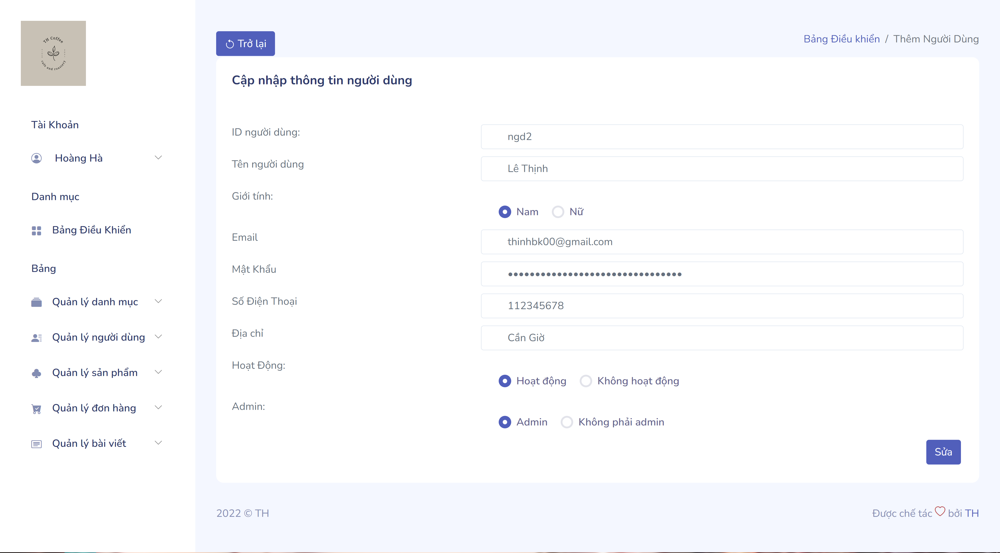 TH Coffee
cafe and roastery
Tài Khoản
Hoàng Hà
Danh mục
Bảng Điều Khiển
Bảng
Quản lý danh mục
Quản lý người dùng
Quản lý sản phẩm
Quản lý đơn hàng
Quản lý bài viết
Trở lại
Bảng Điều khiển / Thêm Người Dùng
Cập nhập thông tin người dùng
ID người dùng: ngd2
Tên người dùng Lê Thịnh
Giới tính:
Nam Nữ
Email thinhbk00@gmail.com
Mật Khẩu ••••••••••••••••••••••••••••••••
Số Điện Thoại 112345678
Địa chỉ Cần Giờ
Hoạt Động:
Hoạt động Không hoạt động
Admin:
Admin Không phải admin
Sửa
2022 © TH
Được chế tác bởi TH